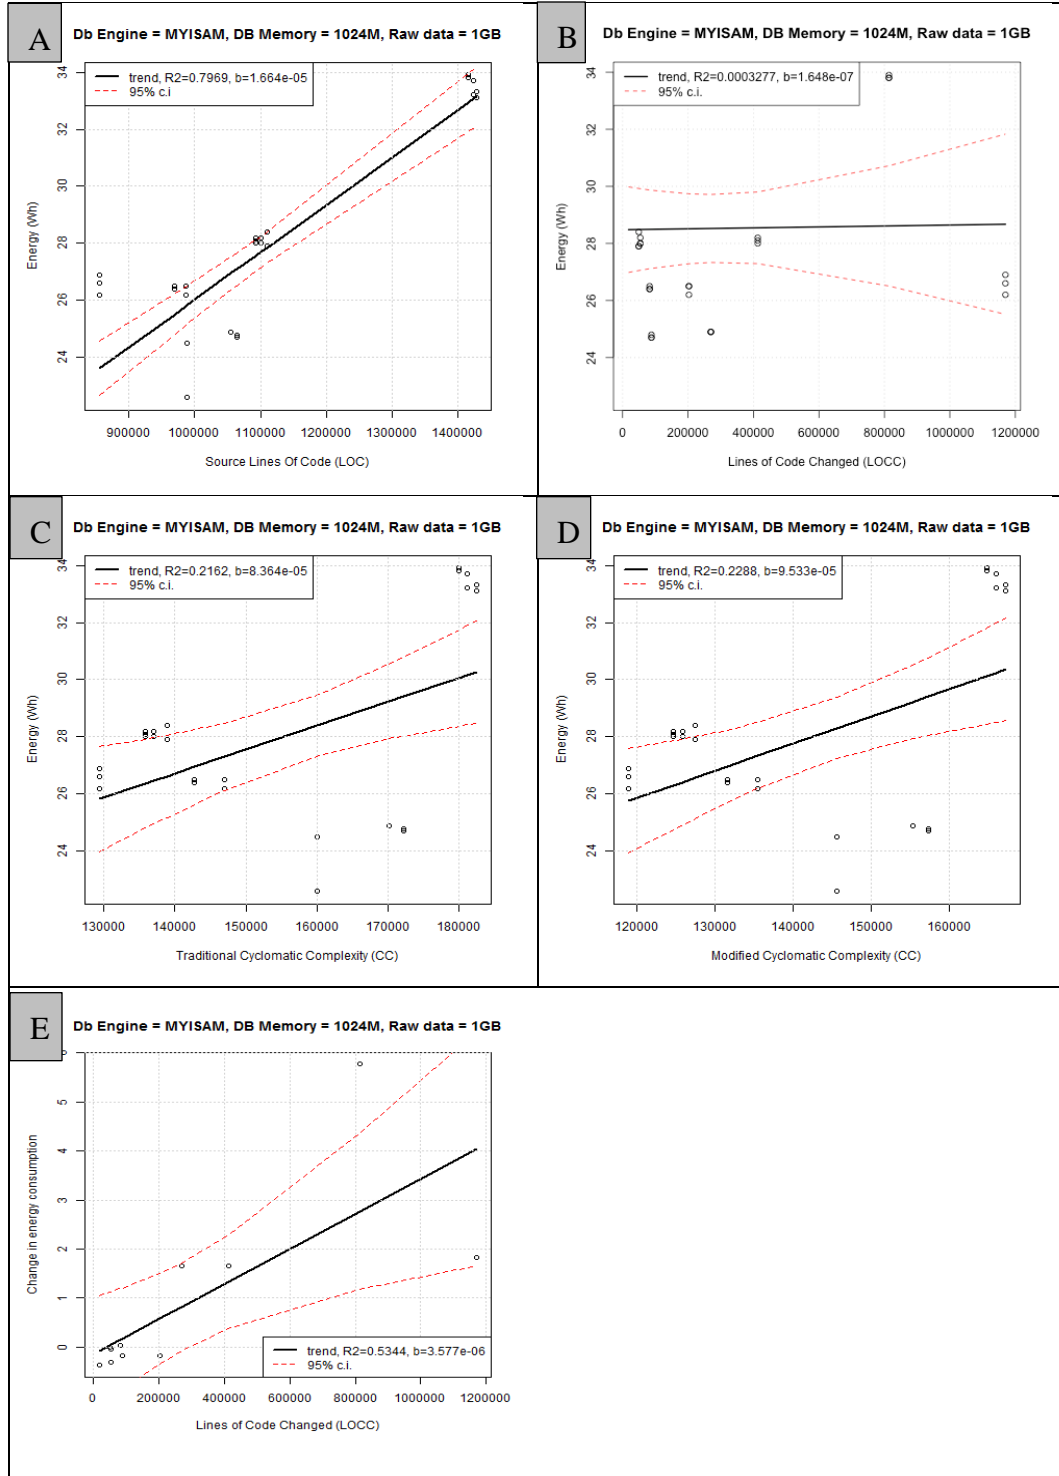 A
Db Engine = MYISAM, DB Memory = 1024M, Raw data = 1GB
trend, R2=0.7969, b=1.664e-05
95% c.i
34
32
30
28
26
24
Energy (Wh)
900000 1000000 1100000 1200000 1300000 1400000
Source Lines Of Code (LOC)
B
Db Engine = MYISAM, DB Memory = 1024M, Raw data = 1GB
trend, R2=0.0003277, b=1.648e-07
95% c.i.
34
32
30
28
26
24
Energy (Wh)
0 200000 400000 600000 800000 1000000 1200000
Lines of Code Changed (LOCC)
C
Db Engine = MYISAM, DB Memory = 1024M, Raw data = 1GB
trend, R2=0.2162, b=8.364e-05
95% c.i.
34
32
30
28
26
24
Energy (Wh)
130000 140000 150000 160000 170000 180000
Traditional Cyclomatic Complexity (CC)
D
Db Engine = MYISAM, DB Memory = 1024M, Raw data = 1GB
trend, R2=0.2288, b=9.533e-05
95% c.i.
34
32
30
28
26
24
Energy (Wh)
120000 130000 140000 150000 160000
Modified Cyclomatic Complexity (CC)
E
Db Engine = MYISAM, DB Memory = 1024M, Raw data = 1GB
6
5
4
3
2
1
0
Change in energy consumption
trend, R2=0.5344, b=3.577e-06
95% c.i.
0 200000 400000 600000 800000 1000000 1200000
Lines of Code Changed (LOCC)